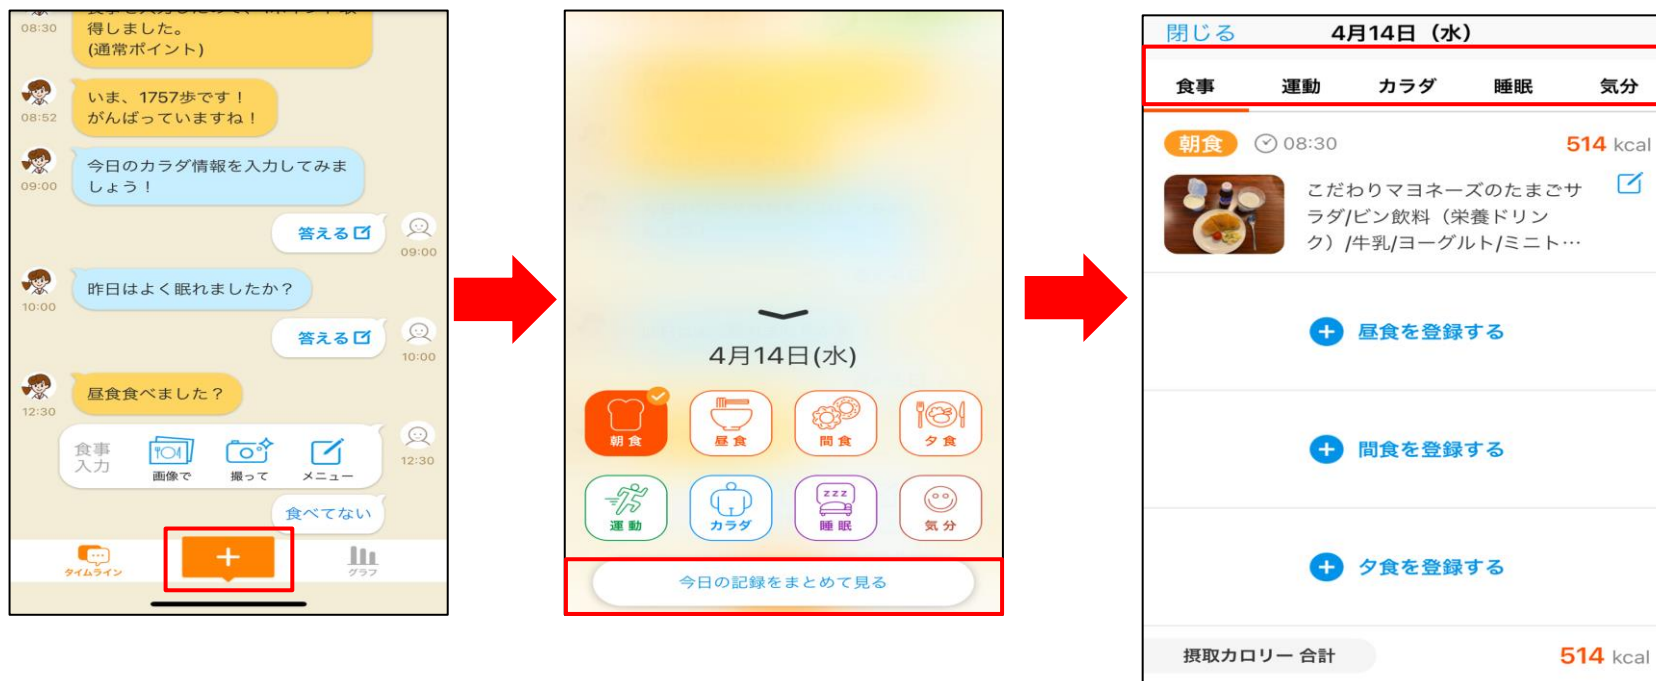 08:30
得しました。
(通常ポイント)
いま、1757歩です！
がんばっていますね！
08:52
今日のカラダ情報を入力してみま
しょう！
09:00
答える
09:00
昨日はよく眠れましたか？
10:00
答える
10:00
昼食食べました？
12:30
食事
入力
画像で
撮って
メニュー
12:30
食べてない
タイムライン
+
グラフ
4月14日(水)
朝食
昼食
間食
夕食
運動
カラダ
zzz
睡眠
気分
今日の記録をまとめて見る
閉じる
4月14日（水）
食事 運動 カラダ 睡眠 気分
朝食 08:30 514 kcal
こだわりマヨネーズのたまごサ
ラダ/ビン飲料（栄養ドリン
ク）/牛乳/ヨーグルト/ミニト…
+ 昼食を登録する
+ 間食を登録する
+ 夕食を登録する
摂取カロリー 合計 514 kcal